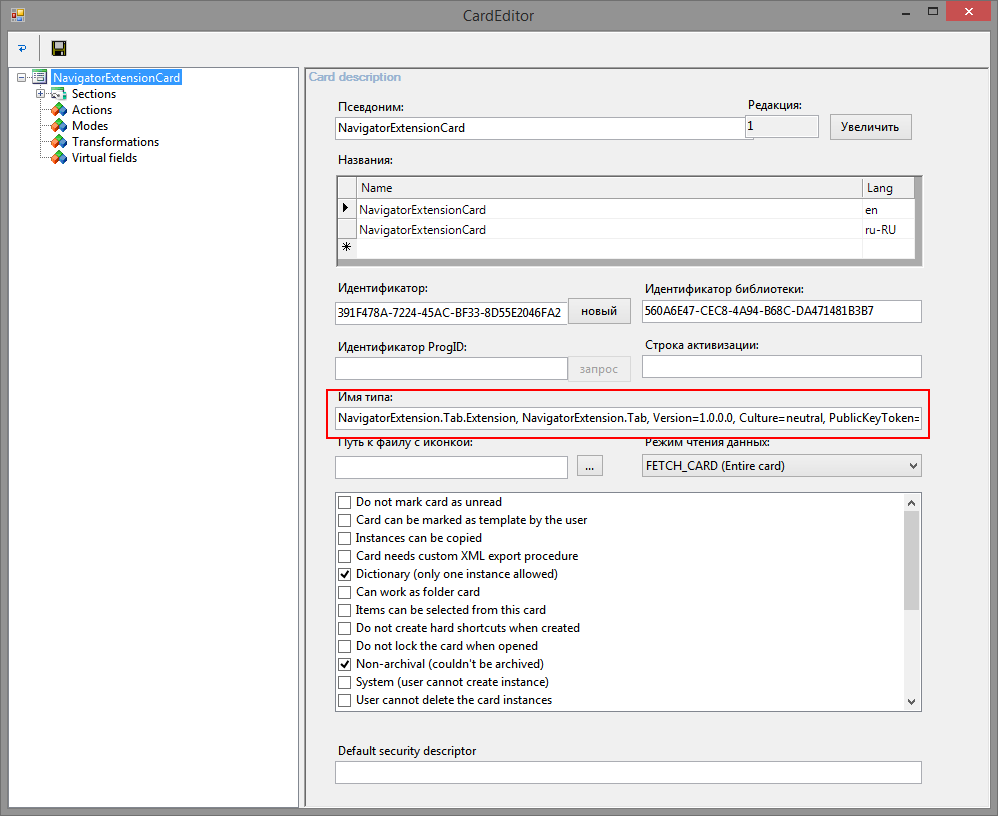 CardEditor
NavigatorExtensionCard
Sections
Actions
Modes
Transformations
Virtual fields
Card description
Псевдоним:
Редакция:
NavigatorExtensionCard
1
Увеличить
Названия:
Name Lang
NavigatorExtensionCard en
NavigatorExtensionCard ru-RU
Идентификатор:
Идентификатор библиотеки:
391F478A-7224-45AC-BF33-8D55E2046FA2
новый
560A6E47-CEC8-4A94-B68C-DA471481B3B7
Идентификатор ProgID:
Строка активизации:
запрос
Имя типа:
NavigatorExtension.Tab.Extension, NavigatorExtension.Tab, Version=1.0.0.0, Culture=neutral, PublicKeyToken=
Путь к файлу с иконкой:
Режим чтения данных:
...
FETCH_CARD (Entire card)
Do not mark card as unread
Card can be marked as template by the user
Instances can be copied
Card needs custom XML export procedure
Dictionary (only one instance allowed)
Can work as folder card
Items can be selected from this card
Do not create hard shortcuts when created
Do not lock the card when opened
Non-archival (couldn't be archived)
System (user cannot create instance)
User cannot delete the card instances
Default security descriptor